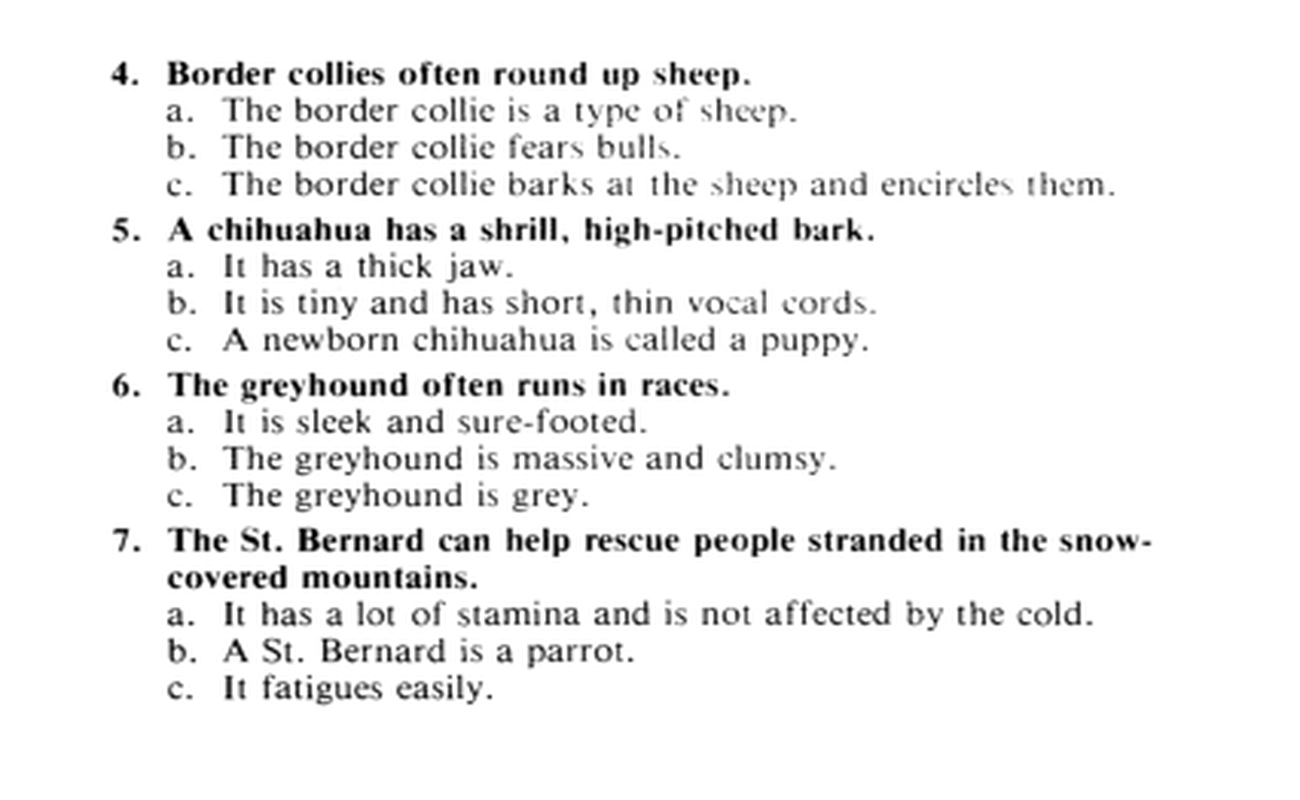 4. Border collies often round up sheep.
a. The border collie is a type of sheep.
b. The border collie fears bulls.
c. The border collie barks at the sheep and encircles them.
5. A chihuahua has a shrill, high-pitched bark.
a. It has a thick jaw.
b. It is tiny and has short, thin vocal cords.
c. A newborn chihuahua is called a puppy.
6. The greyhound often runs in races.
a. It is sleek and sure-footed.
b. The greyhound is massive and clumsy.
c. The greyhound is grey.
7. The St. Bernard can help rescue people stranded in the snow-
covered mountains.
a. It has a lot of stamina and is not affected by the cold.
b. A St. Bernard is a parrot.
c. It fatigues easily.